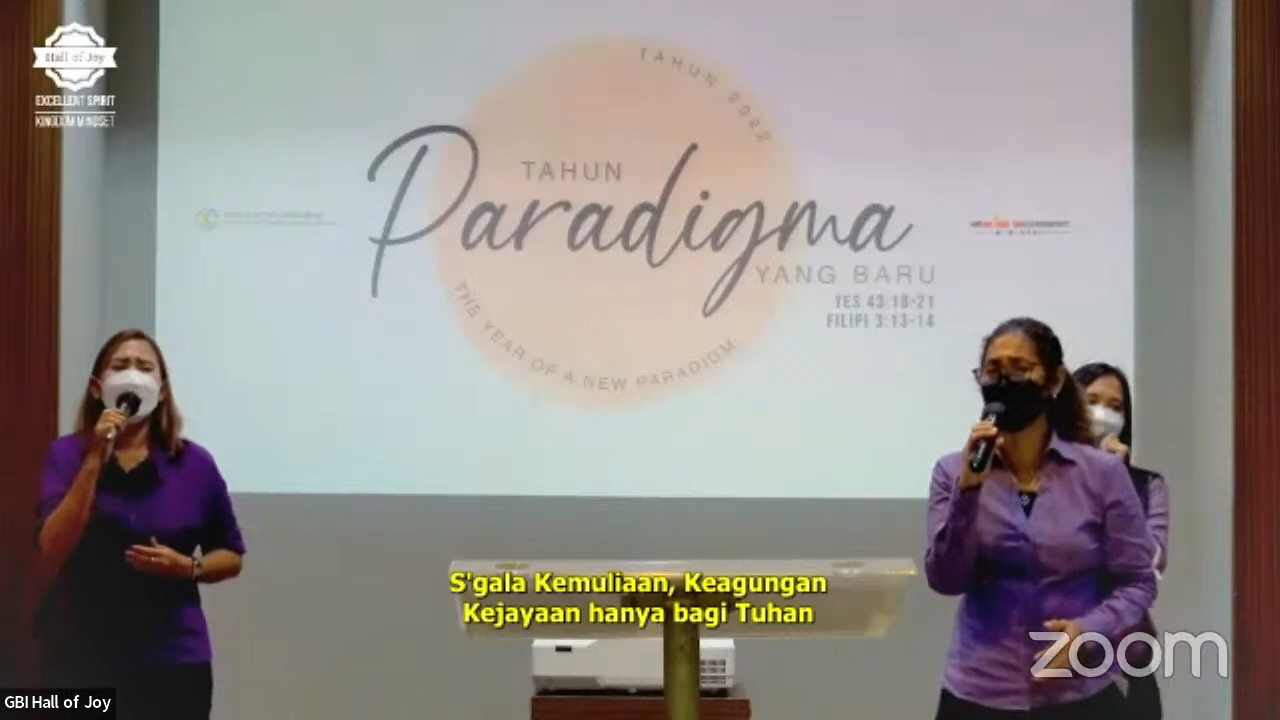 Hall of Joy
EXCELLENT SPIRIT
KINGDOM MINDSET
TAHUN 2022
TAHUN
Paradigma
YANG BARU
YES 43:18-21
FILIPI 3:13-14
THE YEAR OF A NEW PARADIGM
S'gala Kemuliaan, Keagungan
Kejayaan hanya bagi Tuhan
zoom
GBI Hall of Joy